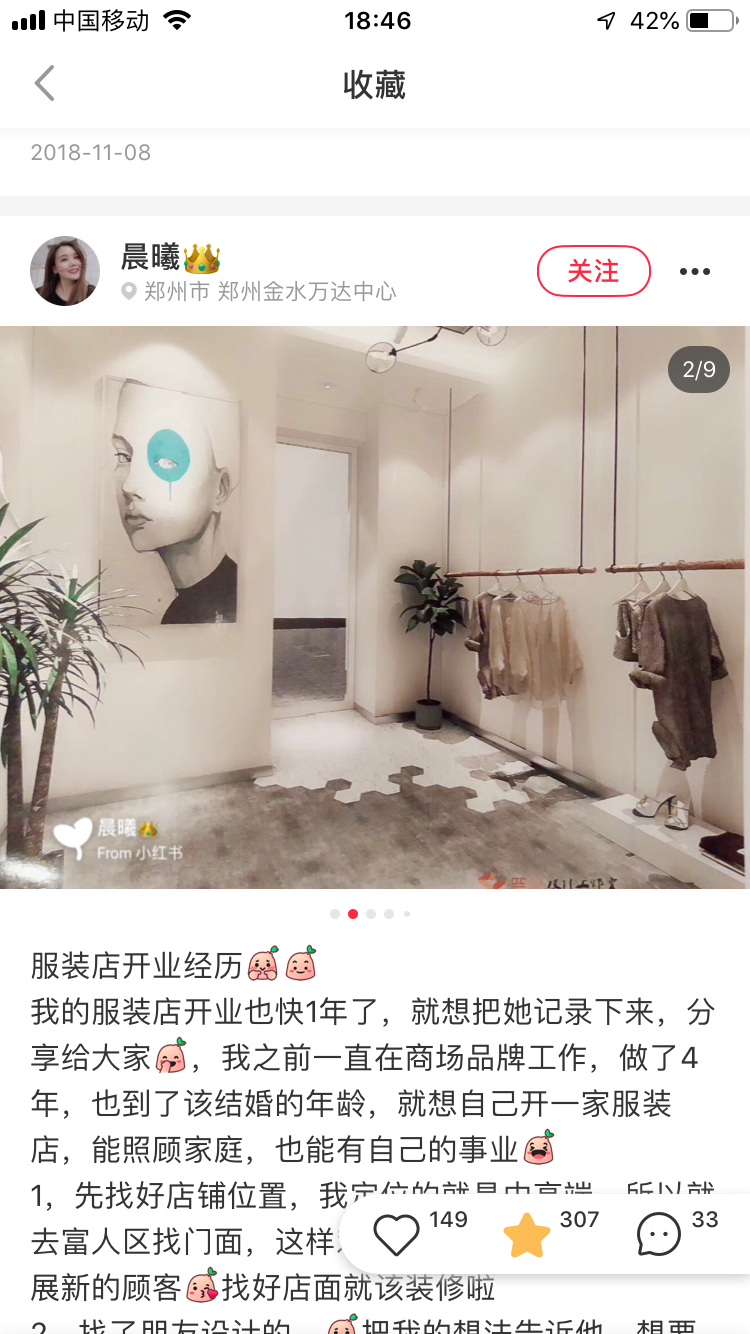 中国移动
18:46
42%
收藏
2018-11-08
晨曦👑
郑州市 郑州金水万达中心
关注
2/9
晨曦👑
From 小红书
服装店开业经历
我的服装店开业也快1年了，就想把她记录下来，分
享给大家，我之前一直在商场品牌工作，做了4
年，也到了该结婚的年龄，就想自己开一家服装
店，能照顾家庭，也能有自己的事业
1，先找好店铺位置，我定位的就是中高端，所以就
去富人区找门面，这样
149
307
33
展新的顾客找好店面就该装修啦
2，找了朋友设计的，把我的想法告诉他，想要